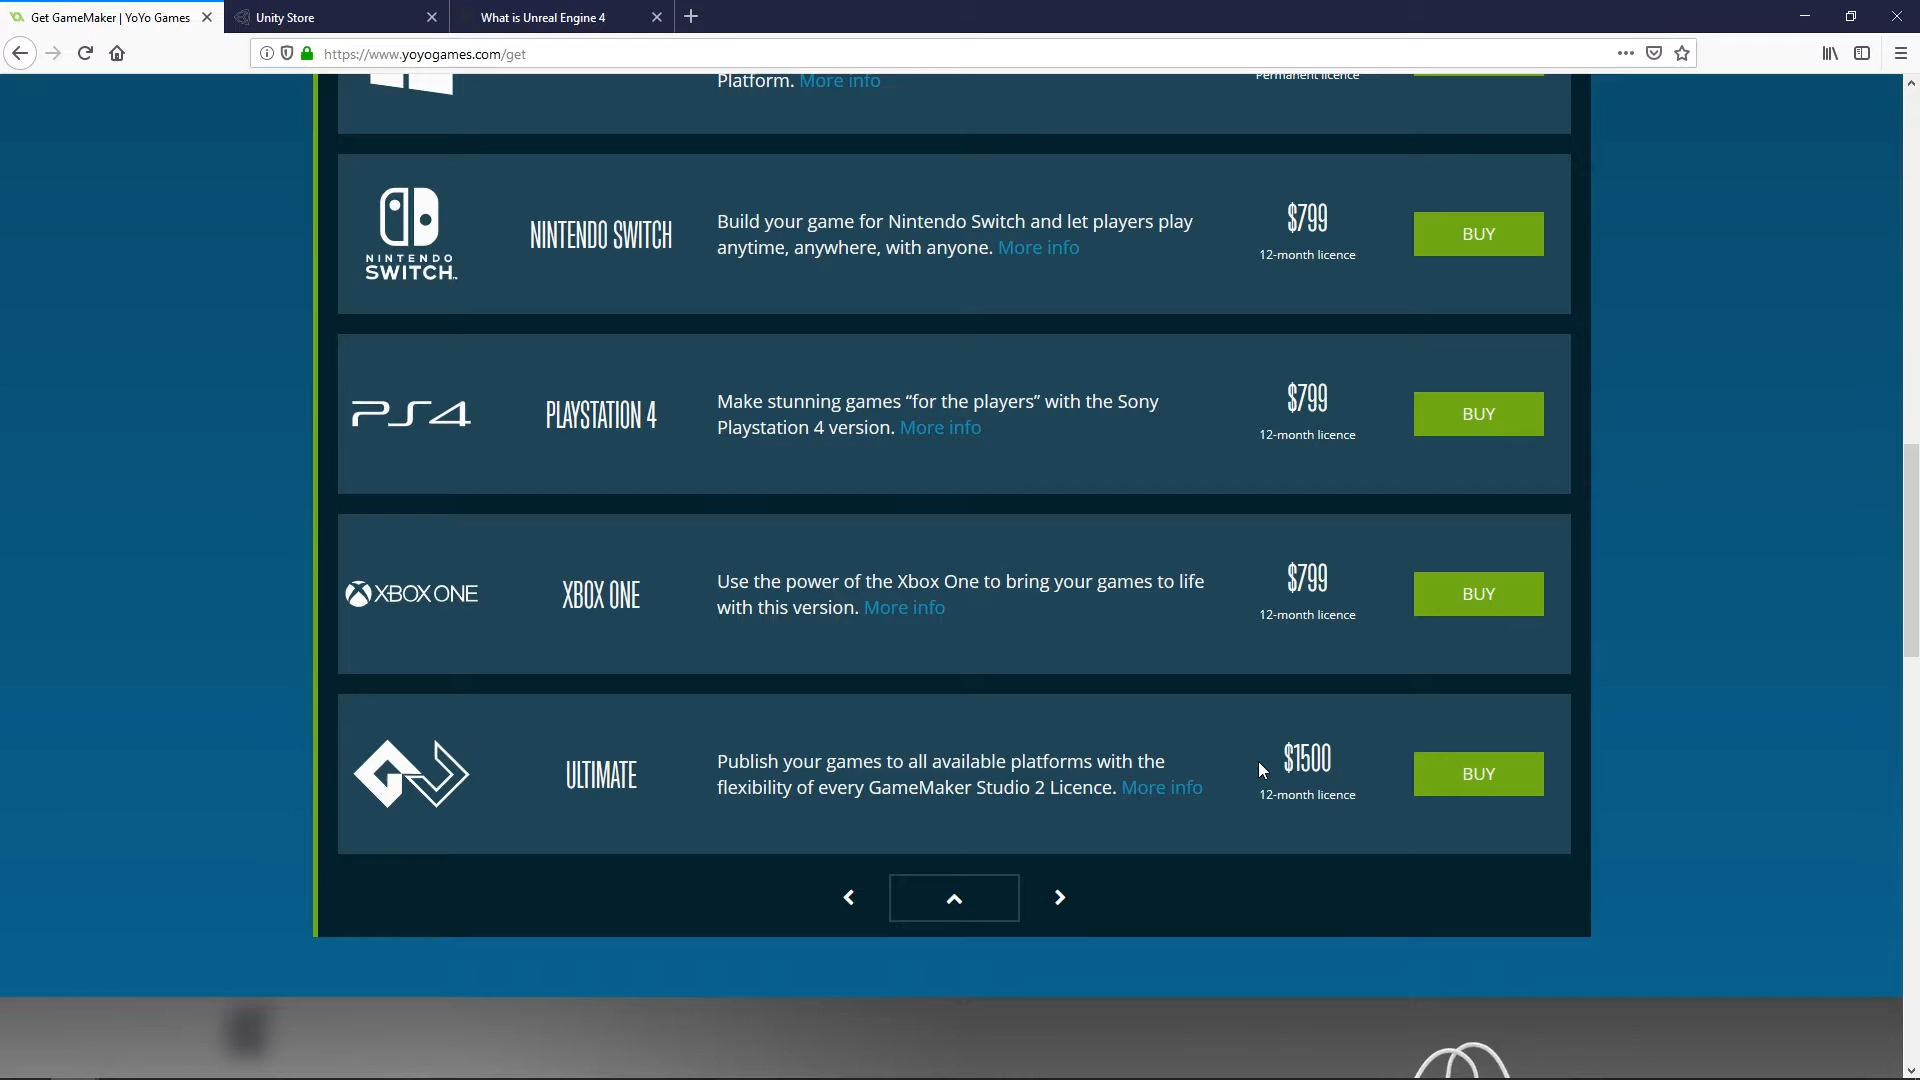 Get GameMaker | YoYo Games
Unity Store
What is Unreal Engine 4
https://www.yoyogames.com/get
Platform. More info
Permanent licence
NINTENDO
SWITCH
NINTENDO SWITCH
Build your game for Nintendo Switch and let players play
anytime, anywhere, with anyone. More info
$799
12-month licence
BUY
PS4
PLAYSTATION 4
Make stunning games “for the players” with the Sony
Playstation 4 version. More info
$799
12-month licence
BUY
XBOX ONE
XBOX ONE
Use the power of the Xbox One to bring your games to life
with this version. More info
$799
12-month licence
BUY
ULTIMATE
Publish your games to all available platforms with the
flexibility of every GameMaker Studio 2 Licence. More info
$1500
12-month licence
BUY